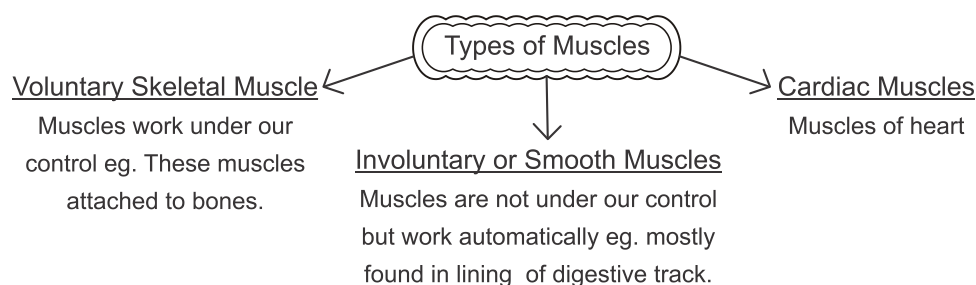 Types of Muscles
Voluntary Skeletal Muscle
Muscles work under our
control eg. These muscles
attached to bones.
Involuntary or Smooth Muscles
Muscles are not under our control
but work automatically eg. mostly
found in lining of digestive track.
Cardiac Muscles
Muscles of heart